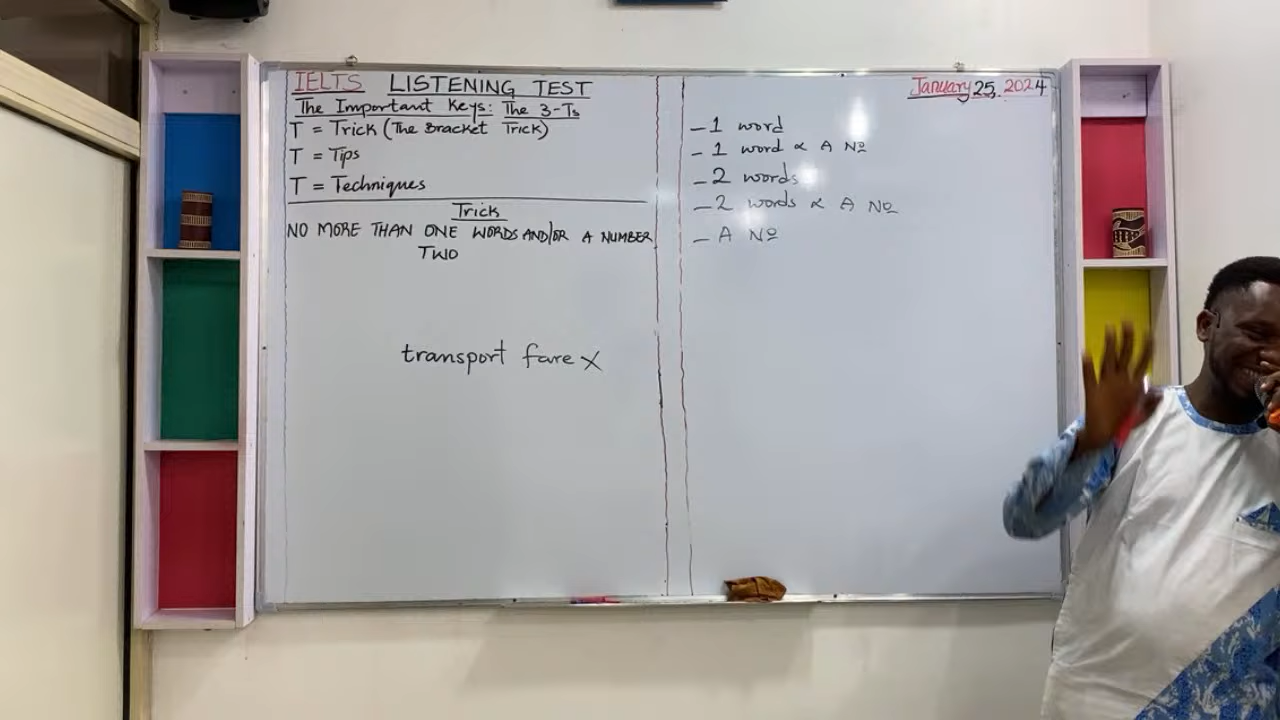 IELTS LISTENING TEST
The Important Keys: The 3-Ts
T = Trick (The Bracket Trick)
T = Tips
T = Techniques
Trick
NO MORE THAN ONE WORDS AND/OR A NUMBER
TWO
transport fare X
January 25, 2024
- 1 word
- 1 word & A No
- 2 words
- 2 words & A No
- A No